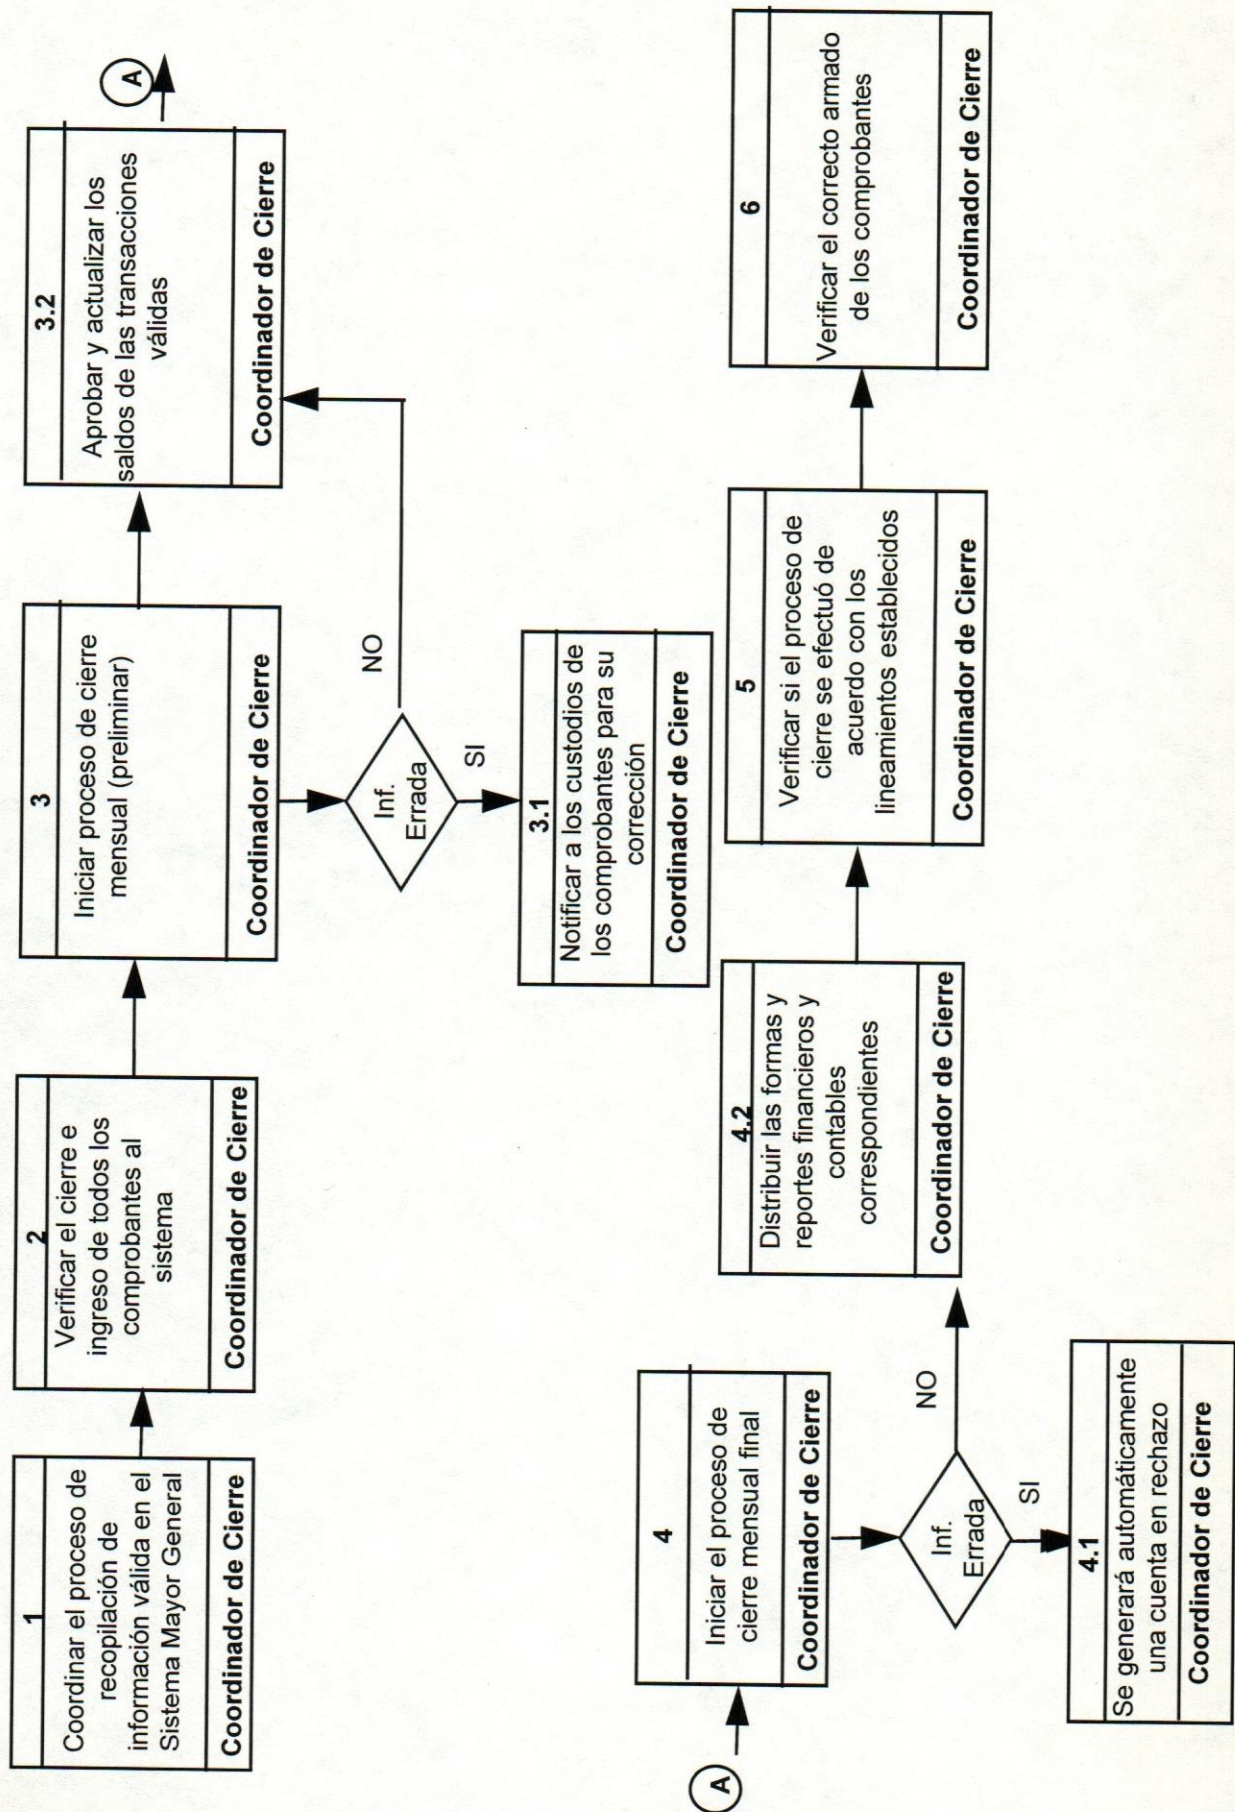 1
Coordinar el proceso de
recopilación de
información válida en el
Sistema Mayor General
Coordinador de Cierre
2
Verificar el cierre e
ingreso de todos los
comprobantes al
sistema
Coordinador de Cierre
3
Iniciar proceso de cierre
mensual (preliminar)
Coordinador de Cierre
3.2
Aprobar y actualizar los
saldos de las transacciones
válidas
Coordinador de Cierre
A
Inf.
Errada
NO
SI
3.1
Notificar a los custodios de
los comprobantes para su
corrección
Coordinador de Cierre
A
4
Iniciar el proceso de
cierre mensual final
Coordinador de Cierre
Inf.
Errada
NO
SI
4.1
Se generará automáticamente
una cuenta en rechazo
Coordinador de Cierre
4.2
Distribuir las formas y
reportes financieros y
contables
correspondientes
Coordinador de Cierre
5
Verificar si el proceso de
cierre se efectuó de
acuerdo con los
lineamientos establecidos
Coordinador de Cierre
6
Verificar el correcto armado
de los comprobantes
Coordinador de Cierre